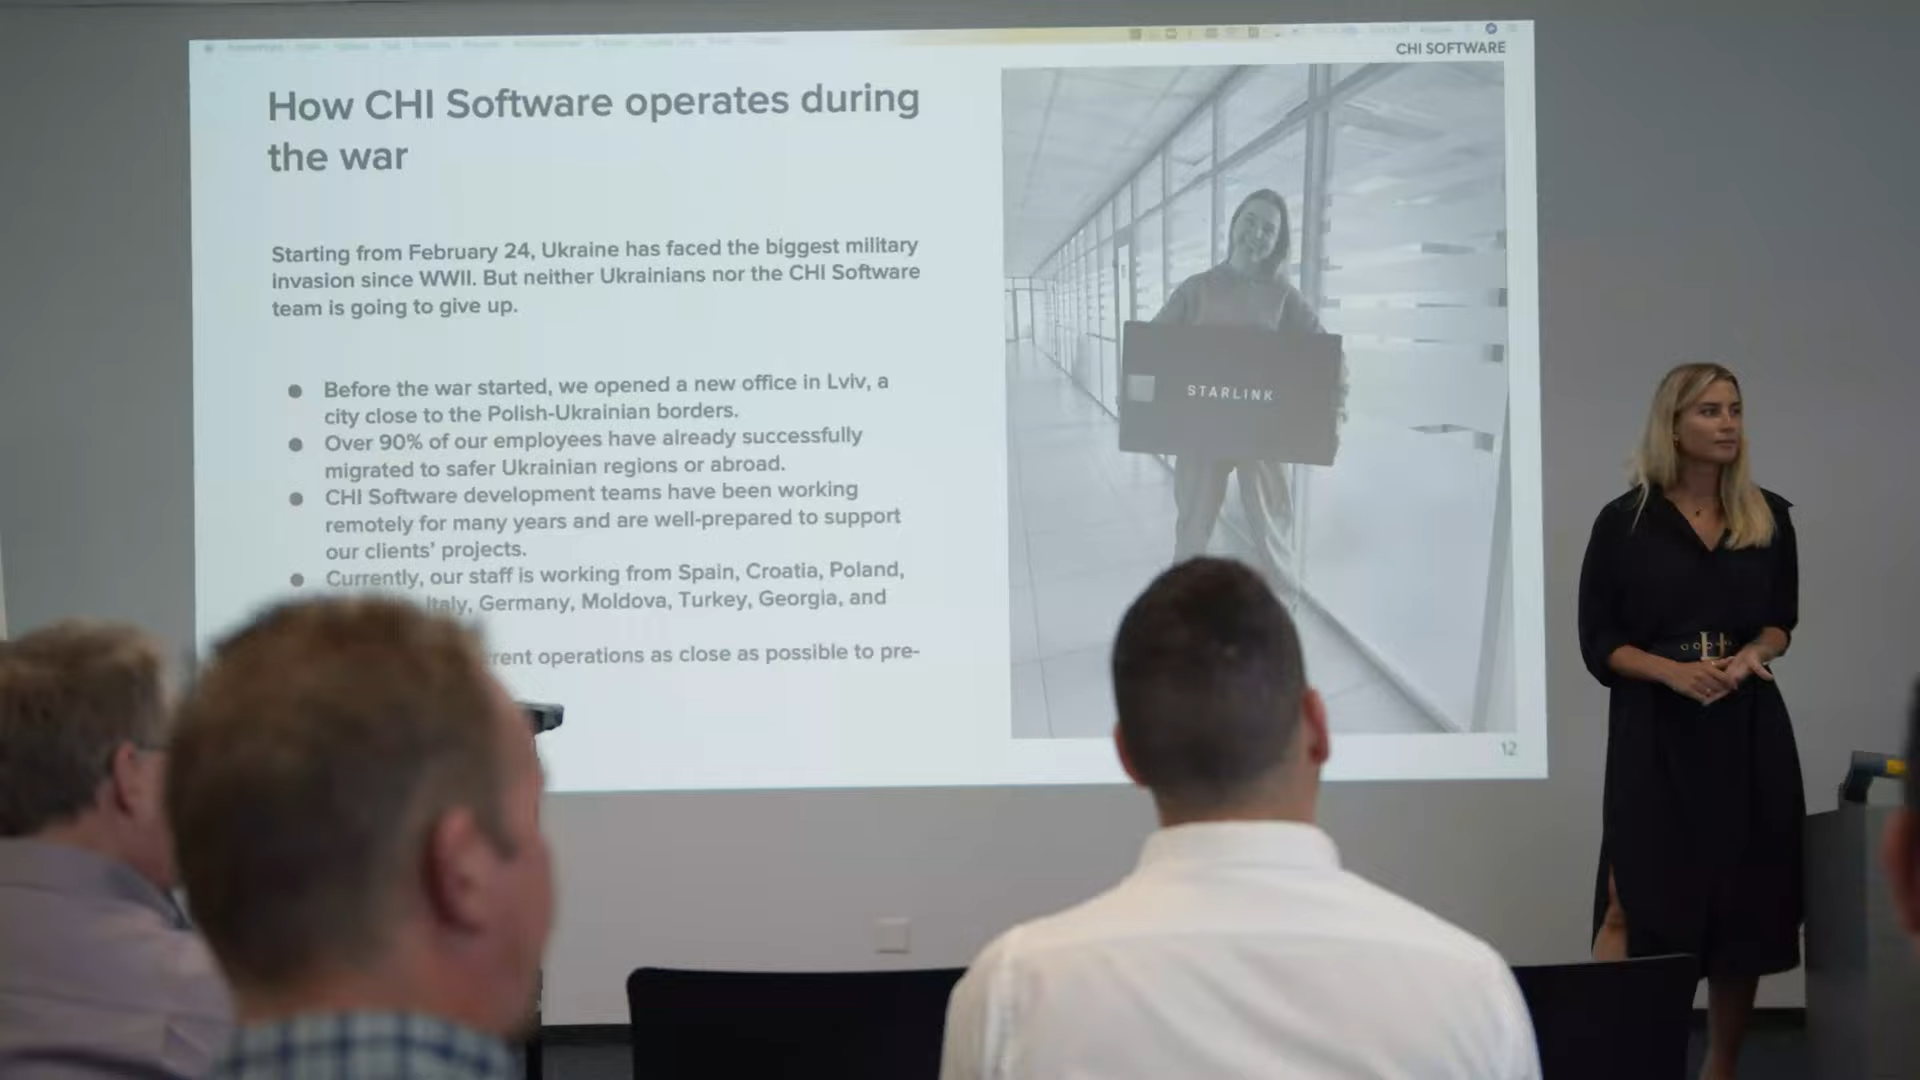 CHI SOFTWARE
How CHI Software operates during
the war
Starting from February 24, Ukraine has faced the biggest military
invasion since WWII. But neither Ukrainians nor the CHI Software
team is going to give up.
Before the war started, we opened a new office in Lviv, a
city close to the Polish-Ukrainian borders.
Over 90% of our employees have already successfully
migrated to safer Ukrainian regions or abroad.
CHI Software development teams have been working
remotely for many years and are well-prepared to support
our clients' projects.
Currently, our staff is working from Spain, Croatia, Poland,
Italy, Germany, Moldova, Turkey, Georgia, and
operations as close as possible to pre-
STARLINK
12